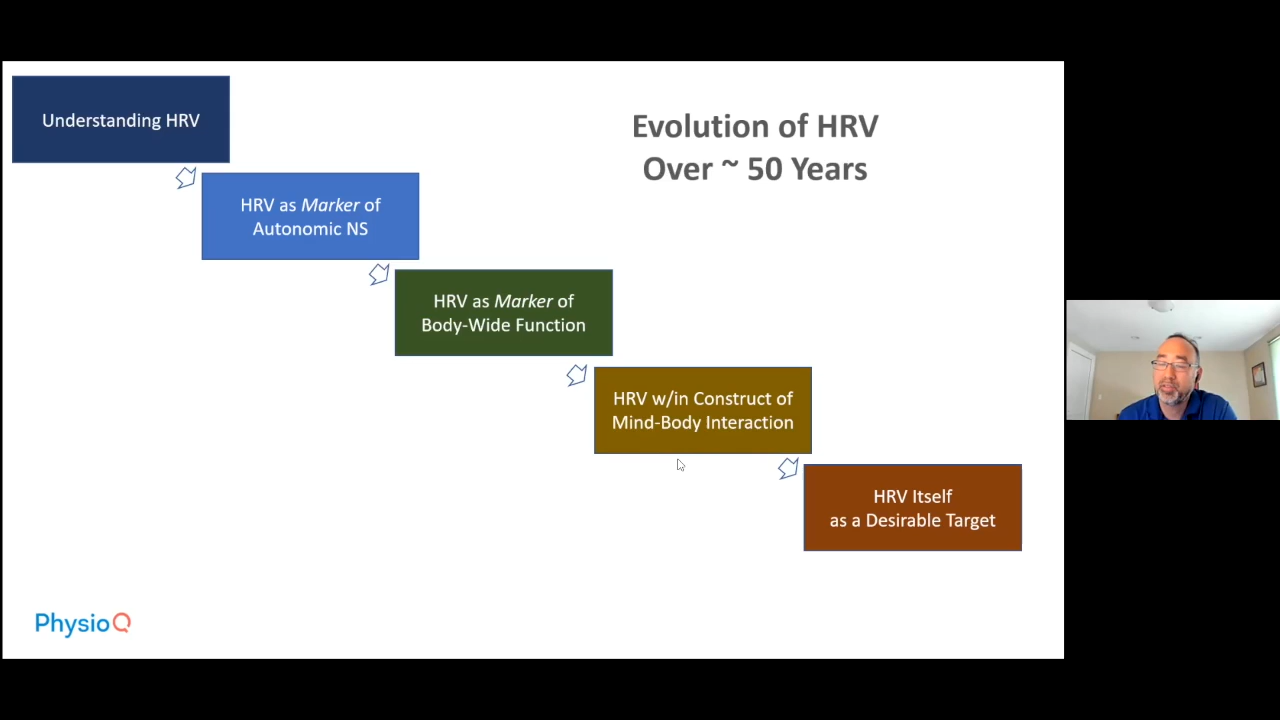 Understanding HRV
Evolution of HRV
Over ~ 50 Years
HRV as Marker of
Autonomic NS
HRV as Marker of
Body-Wide Function
HRV w/in Construct of
Mind-Body Interaction
HRV Itself
as a Desirable Target
PhysioQ